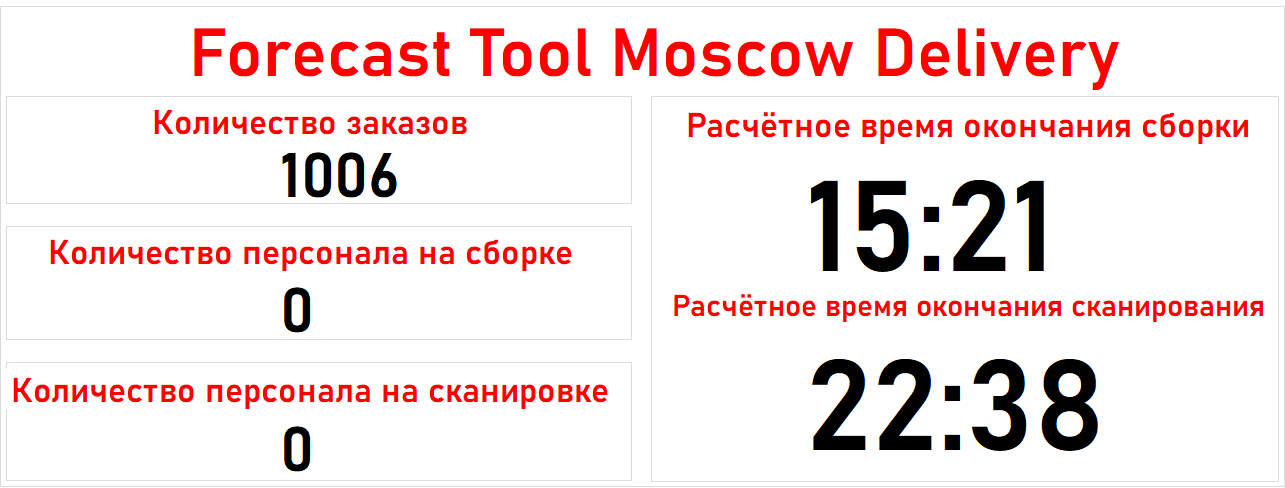 Forecast Tool Moscow Delivery
Количество заказов
1006
Количество персонала на сборке
0
Количество персонала на сканировке
0
Расчётное время окончания сборки
15:21
Расчётное время окончания сканирования
22:38